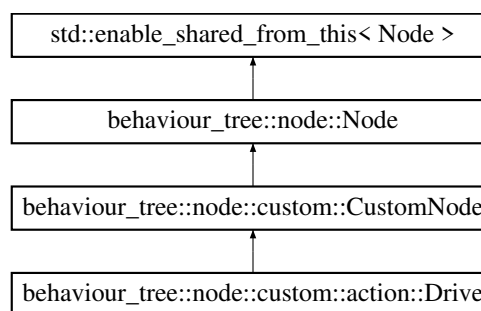 std::enable_shared_from_this< Node >
behaviour_tree::node::Node
behaviour_tree::node::custom::CustomNode
behaviour_tree::node::custom::action::Drive